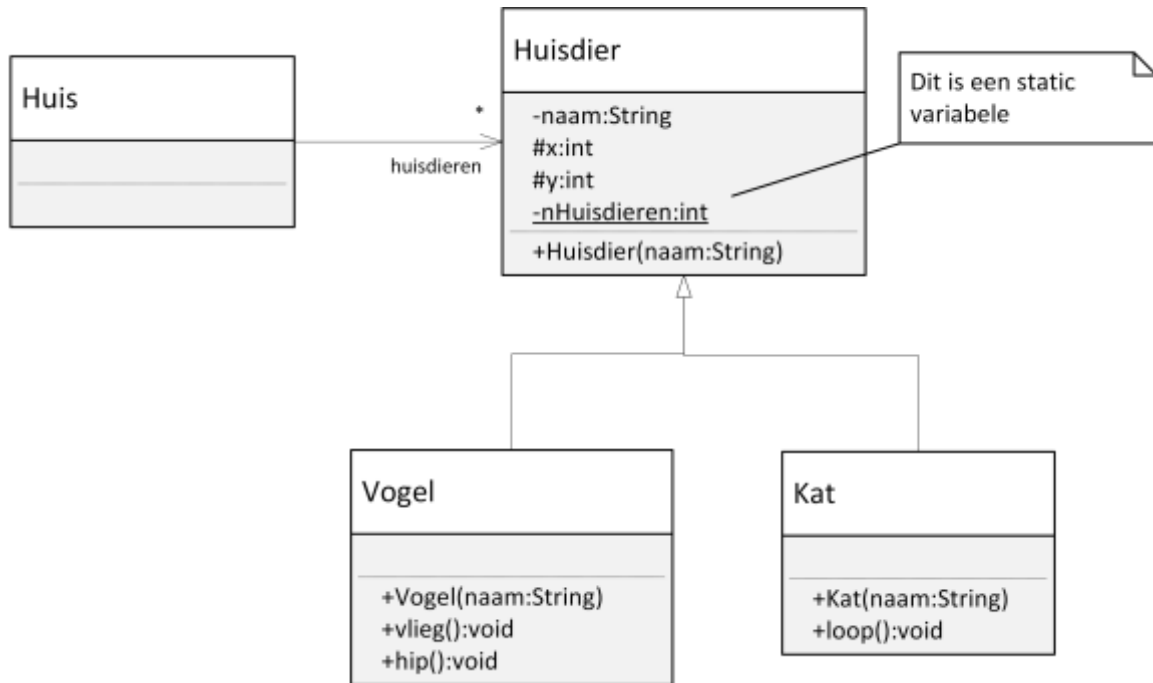 Huis
*
huisdieren
Huisdier
-naam:String
#x:int
#y:int
-nHuisdieren:int
+Huisdier(naam:String)
Dit is een static
variabele
Vogel
+Vogel(naam:String)
+vlieg():void
+hip():void
Kat
+Kat(naam:String)
+loop():void